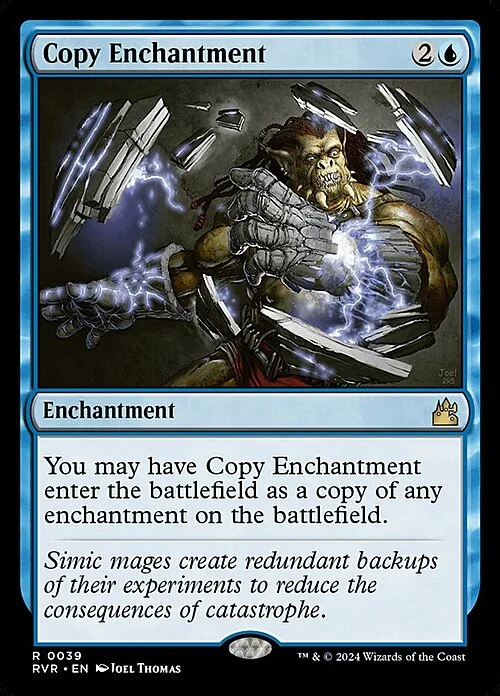 Copy Enchantment
2
Joel
2k5
Enchantment
You may have Copy Enchantment
enter the battlefield as a copy of any
enchantment on the battlefield.
Simic mages create redundant backups
of their experiments to reduce the
consequences of catastrophe.
R 0039
RVR • EN Joel Thomas
™ & © 2024 Wizards of the Coast